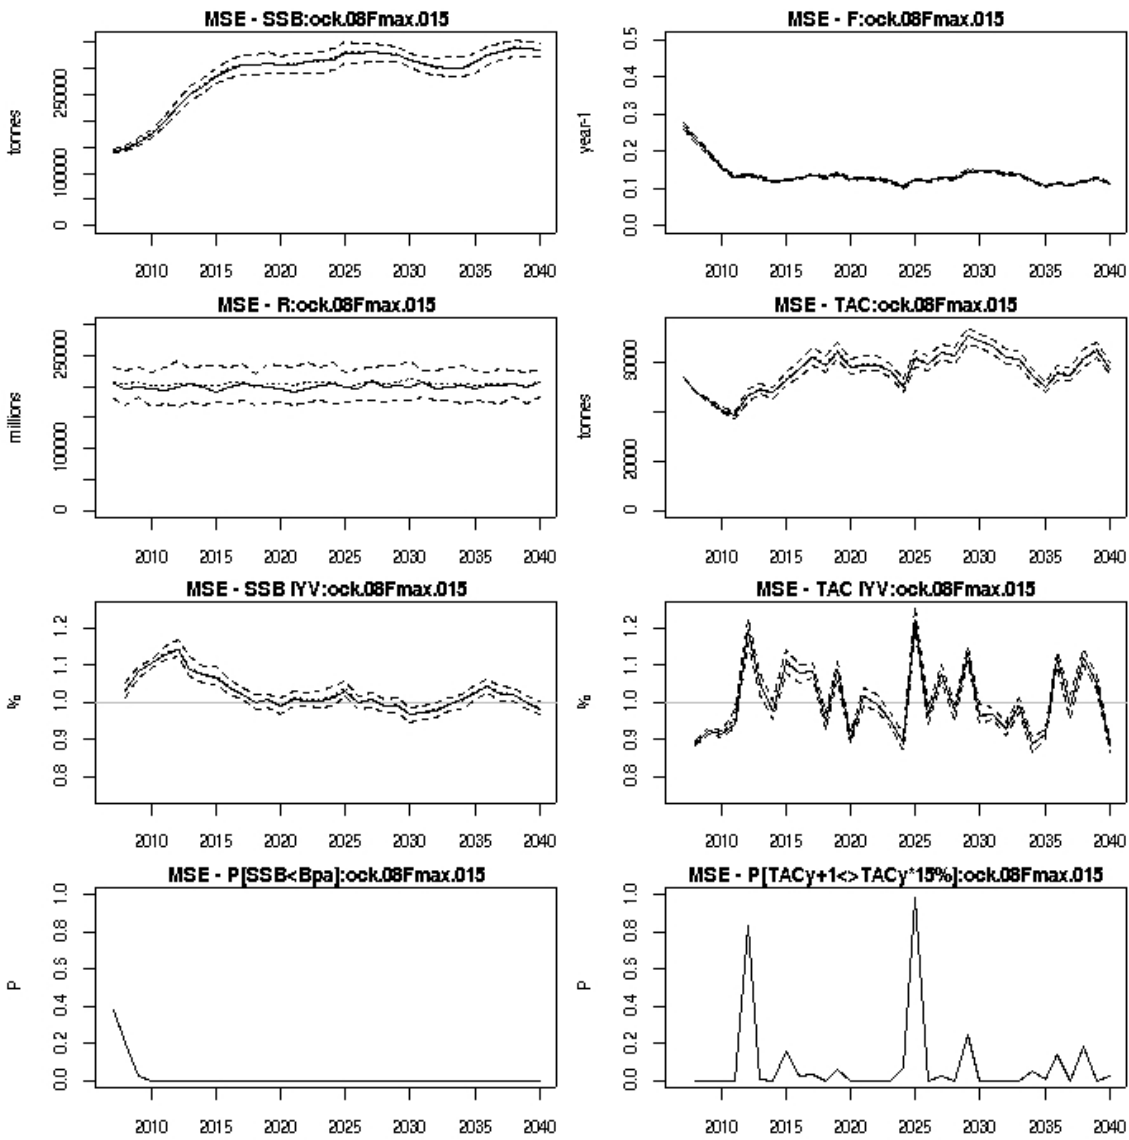 MSE - SSB:ock.08Fmax.015
tonnes
0 100000 250000
2010 2015 2020 2025 2030 2035 2040
MSE - F:ock.08Fmax.015
year-1
0.0 0.1 0.2 0.3 0.4 0.5
2010 2015 2020 2025 2030 2035 2040
MSE - R:ock.08Fmax.015
millions
0 100000 250000
2010 2015 2020 2025 2030 2035 2040
MSE - TAC:ock.08Fmax.015
tonnes
0 20000 50000
2010 2015 2020 2025 2030 2035 2040
MSE - SSB IYV:ock.08Fmax.015
%
0.8 0.9 1.0 1.1 1.2
2010 2015 2020 2025 2030 2035 2040
MSE - TAC IYV:ock.08Fmax.015
%
0.8 0.9 1.0 1.1 1.2
2010 2015 2020 2025 2030 2035 2040
MSE - P[SSB<Bpa]:ock.08Fmax.015
P
0.0 0.2 0.4 0.6 0.8 1.0
2010 2015 2020 2025 2030 2035 2040
MSE - P[TACy+1<>TACy*15%]:ock.08Fmax.015
P
0.0 0.2 0.4 0.6 0.8 1.0
2010 2015 2020 2025 2030 2035 2040